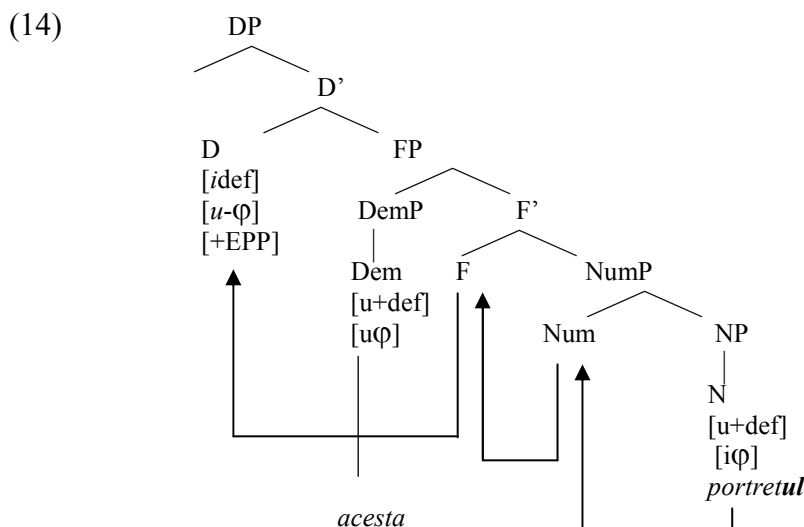 (14) DP
D’
D FP
[idef]
[u-φ] DemP F’
[+EPP]
Dem F NumP
[u+def]
[uφ] Num NP
N
[u+def]
[iφ]
portretul
acesta